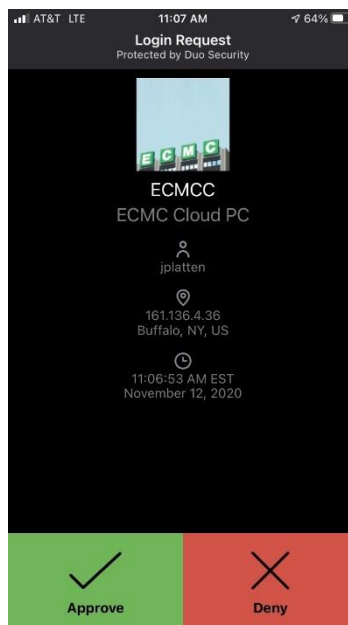 AT&T LTE 11:07 AM 64%
Login Request
Protected by Duo Security
E C M C
ECMCC
ECMC Cloud PC
jplatten
161.136.4.36
Buffalo, NY, US
11:06:53 AM EST
November 12, 2020
Approve Deny